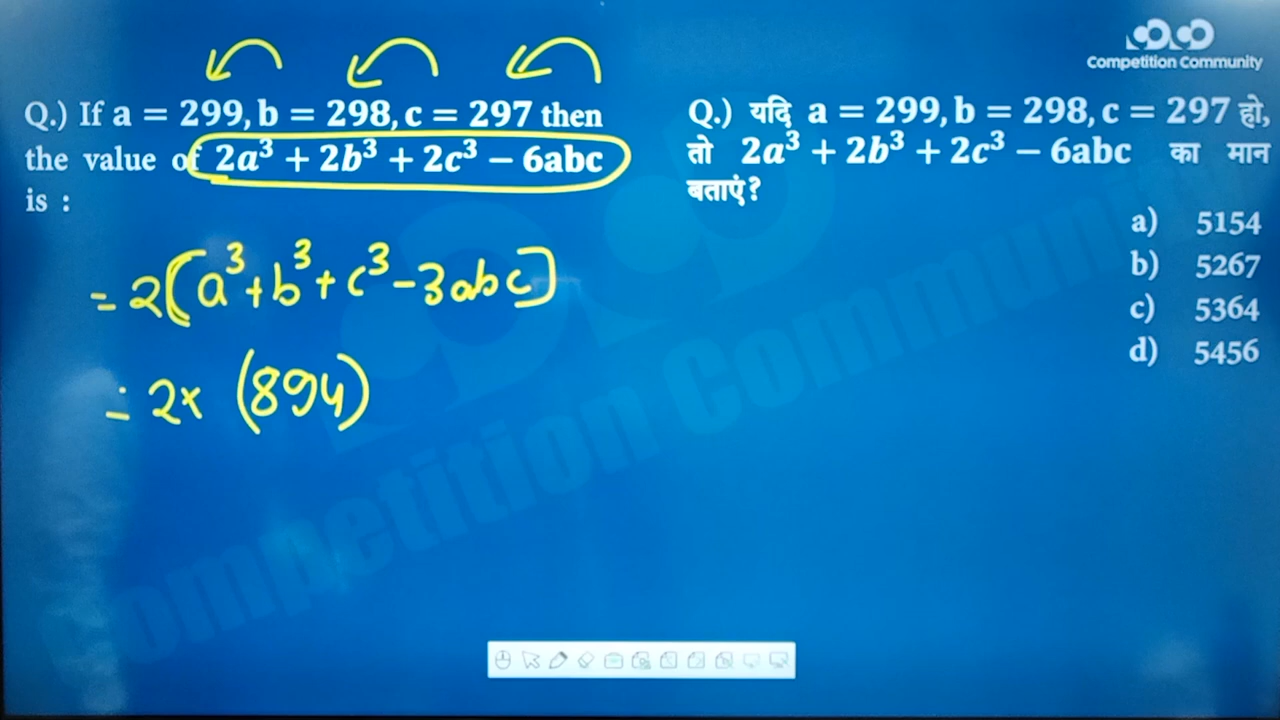 Competition Community
Q.) If a = 299, b = 298, c = 297 then
the value of 2a³ + 2b³ + 2c³ − 6abc
is :
= 2[a³ + b³ + c³ − 3abc]
= 2× (894)
Q.) यदि a = 299, b = 298, c = 297 हो,
तो 2a³ + 2b³ + 2c³ − 6abc का मान
बताएं?
a) 5154
b) 5267
c) 5364
d) 5456
Competition Community